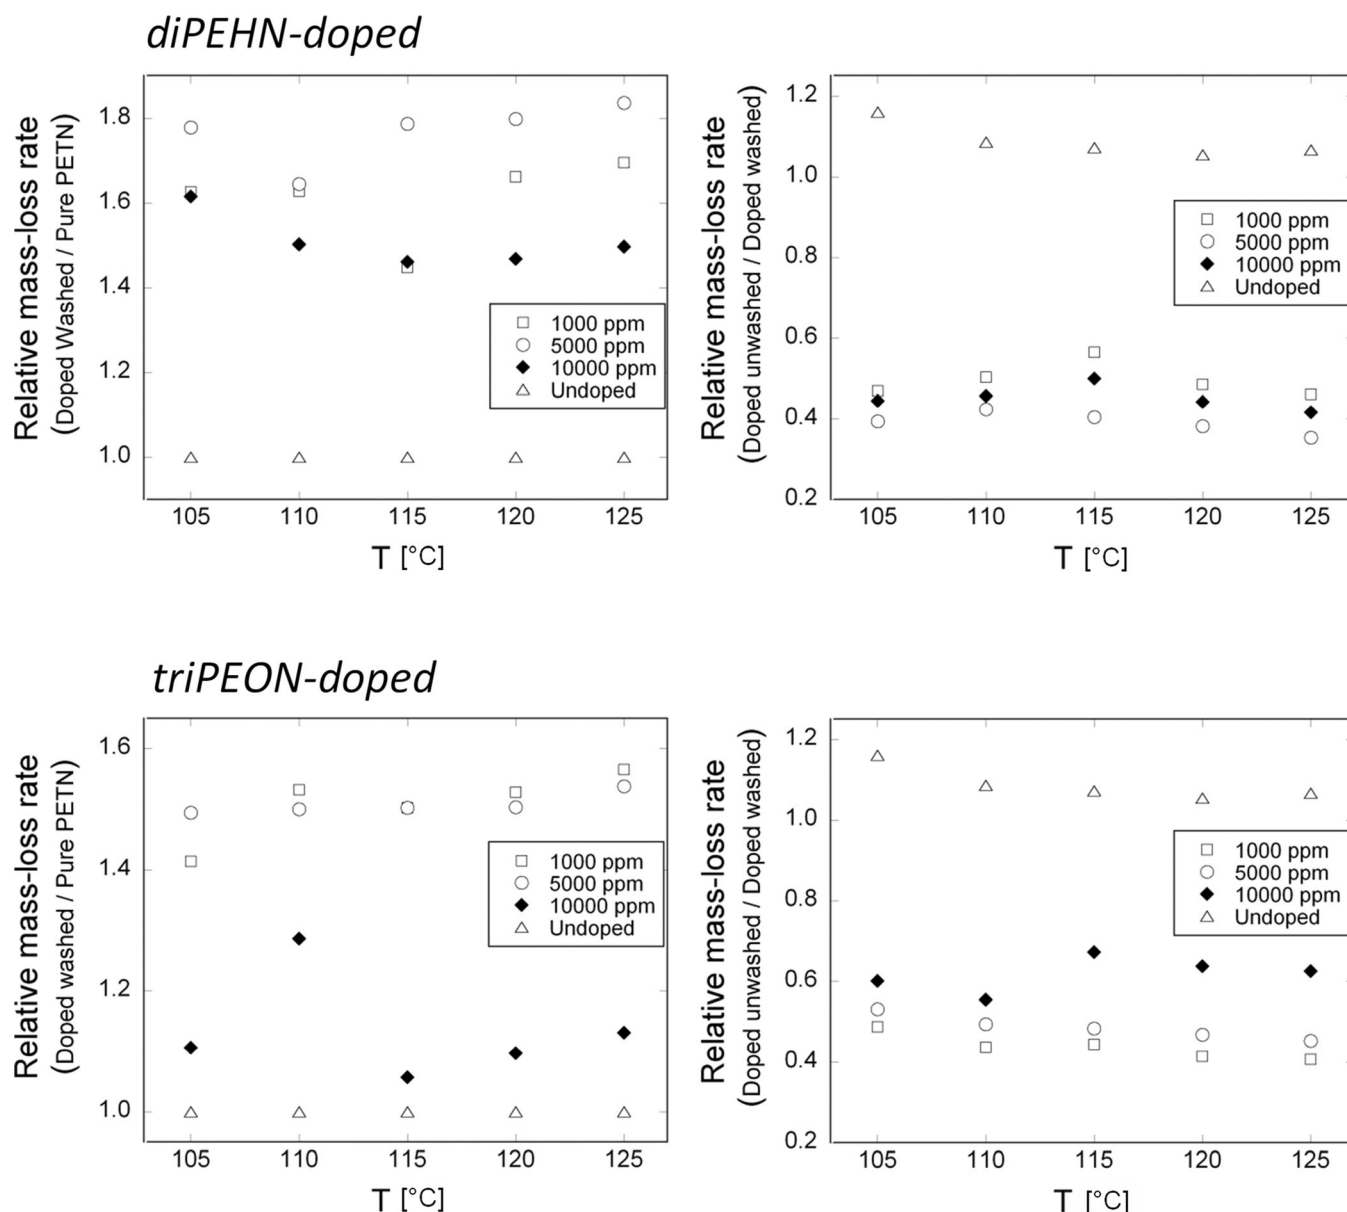 diPEHN-doped
Relative mass-loss rate
(Doped Washed / Pure PETN)
1.8
1.6
1.4
1.2
1.0
1000 ppm
5000 ppm
10000 ppm
Undoped
105 110 115 120 125
T [°C]
Relative mass-loss rate
(Doped unwashed / Doped washed)
1.2
1.0
0.8
0.6
0.4
0.2
1000 ppm
5000 ppm
10000 ppm
Undoped
105 110 115 120 125
T [°C]
triPEON-doped
Relative mass-loss rate
(Doped washed / Pure PETN)
1.6
1.4
1.2
1.0
1000 ppm
5000 ppm
10000 ppm
Undoped
105 110 115 120 125
T [°C]
Relative mass-loss rate
(Doped unwashed / Doped washed)
1.2
1.0
0.8
0.6
0.4
0.2
1000 ppm
5000 ppm
10000 ppm
Undoped
105 110 115 120 125
T [°C]